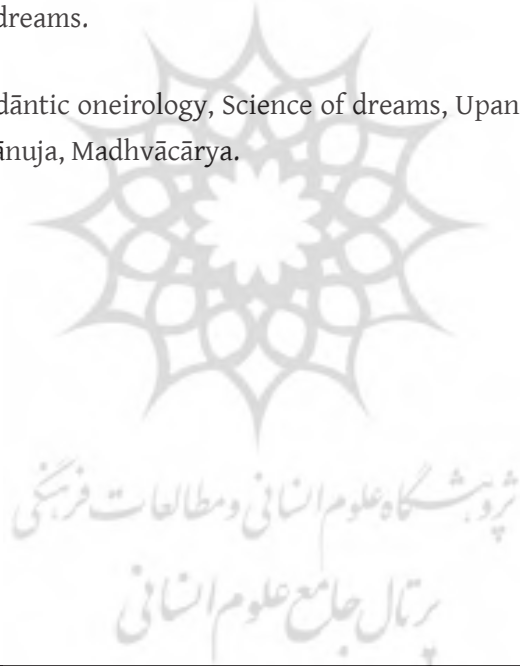 dreams.
dāntic oneirology, Science of dreams, Upan
ānuja, Madhvācārya.
پژوهشگاه علوم انسانی و مطالعات فرهنگی
پرتال جامع علوم انسانی